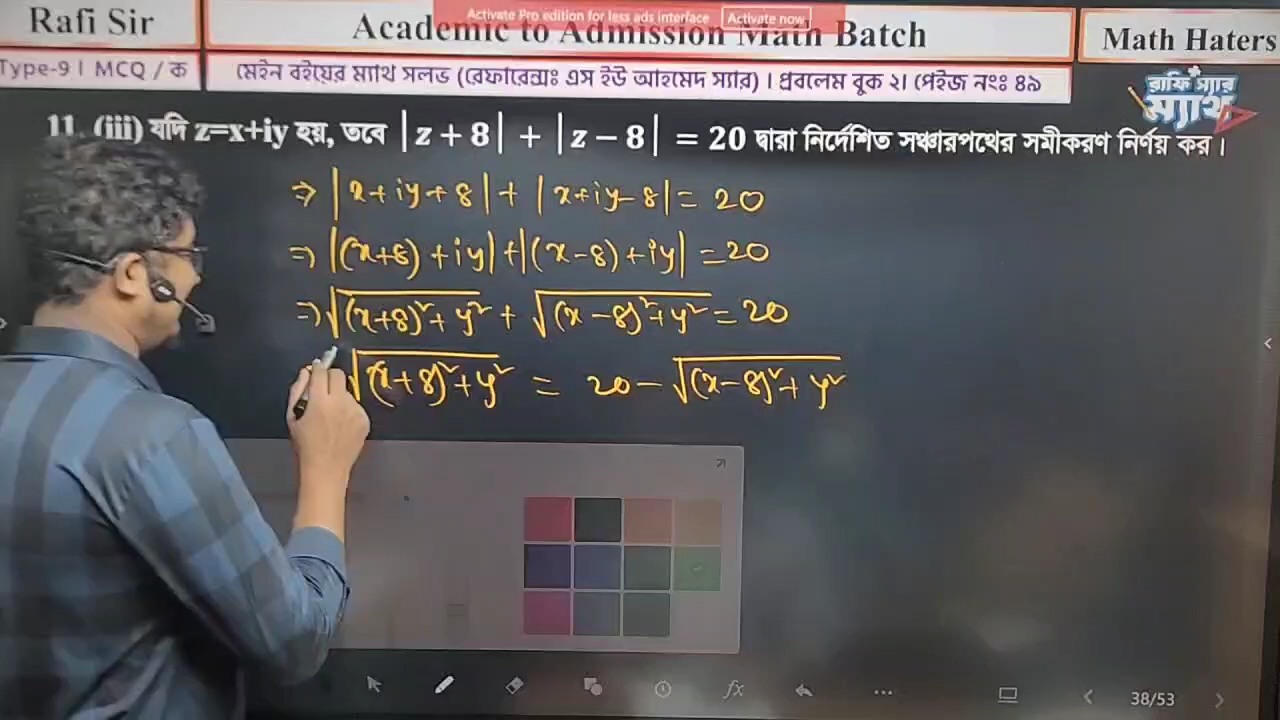 Activate Pro edition for less ads interface Activate now
Rafi Sir
Academic to Admission Math Batch
Math Haters
Type-9 । MCQ / ক
মেইন বইয়ের ম্যাথ সলভ (রেফারেন্সঃ এস ইউ আহমেদ স্যার) । প্রবলেম বুক ২। পেইজ নংঃ ৪৯
রাফি স্যার
ম্যাথ
11. (iii) যদি z=x+iy হয়, তবে |z + 8| + |z − 8| = 20 দ্বারা নির্দেশিত সঞ্চারপথের সমীকরণ নির্ণয় কর।
⇒ |x+iy+8| + |x+iy-8| = 20
⇒ |(x+8)+iy| + |(x-8)+iy| = 20
⇒ √((x+8)²+y²) + √((x-8)²+y²) = 20
√((x+8)²+y²) = 20 - √((x-8)²+y²)
fx
38/53